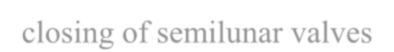 closing of semilunar valves